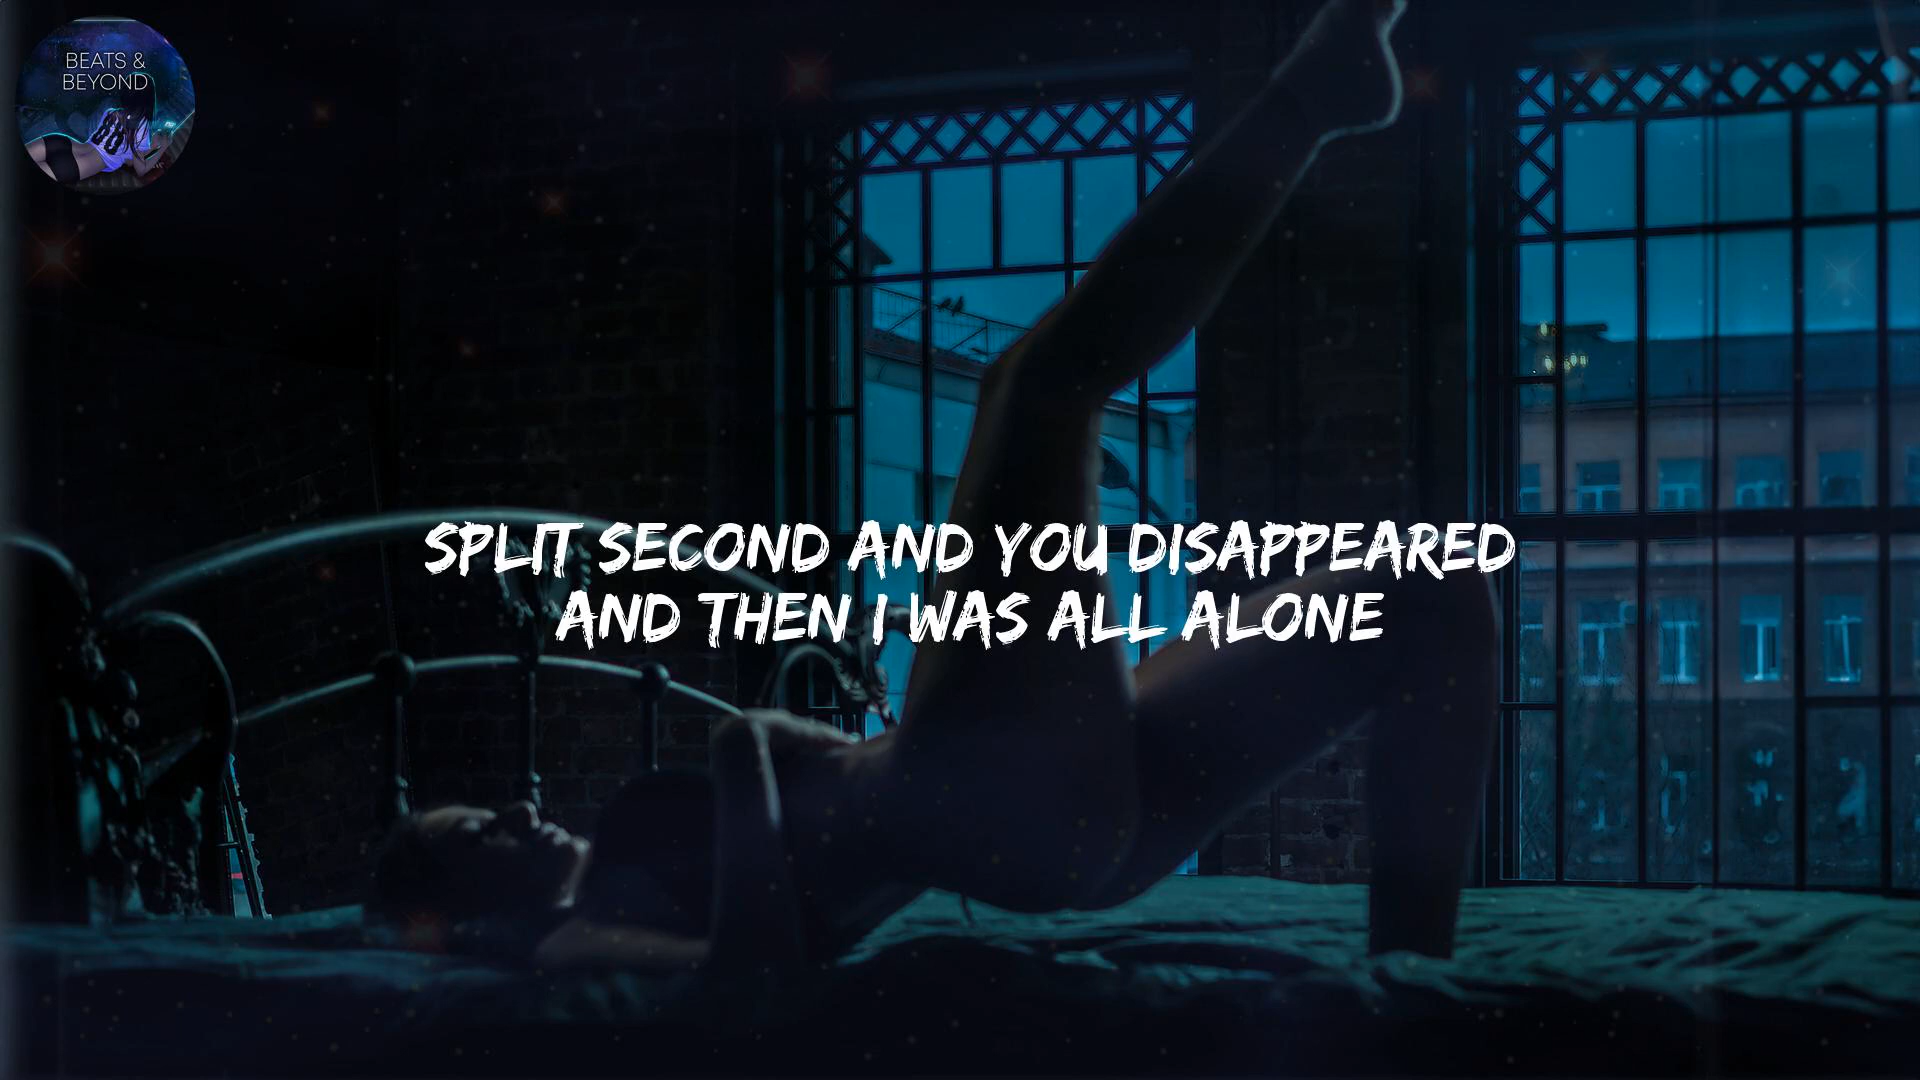 BEATS &
BEYOND
SPLIT SECOND AND YOU DISAPPEARED
AND THEN I WAS ALL ALONE